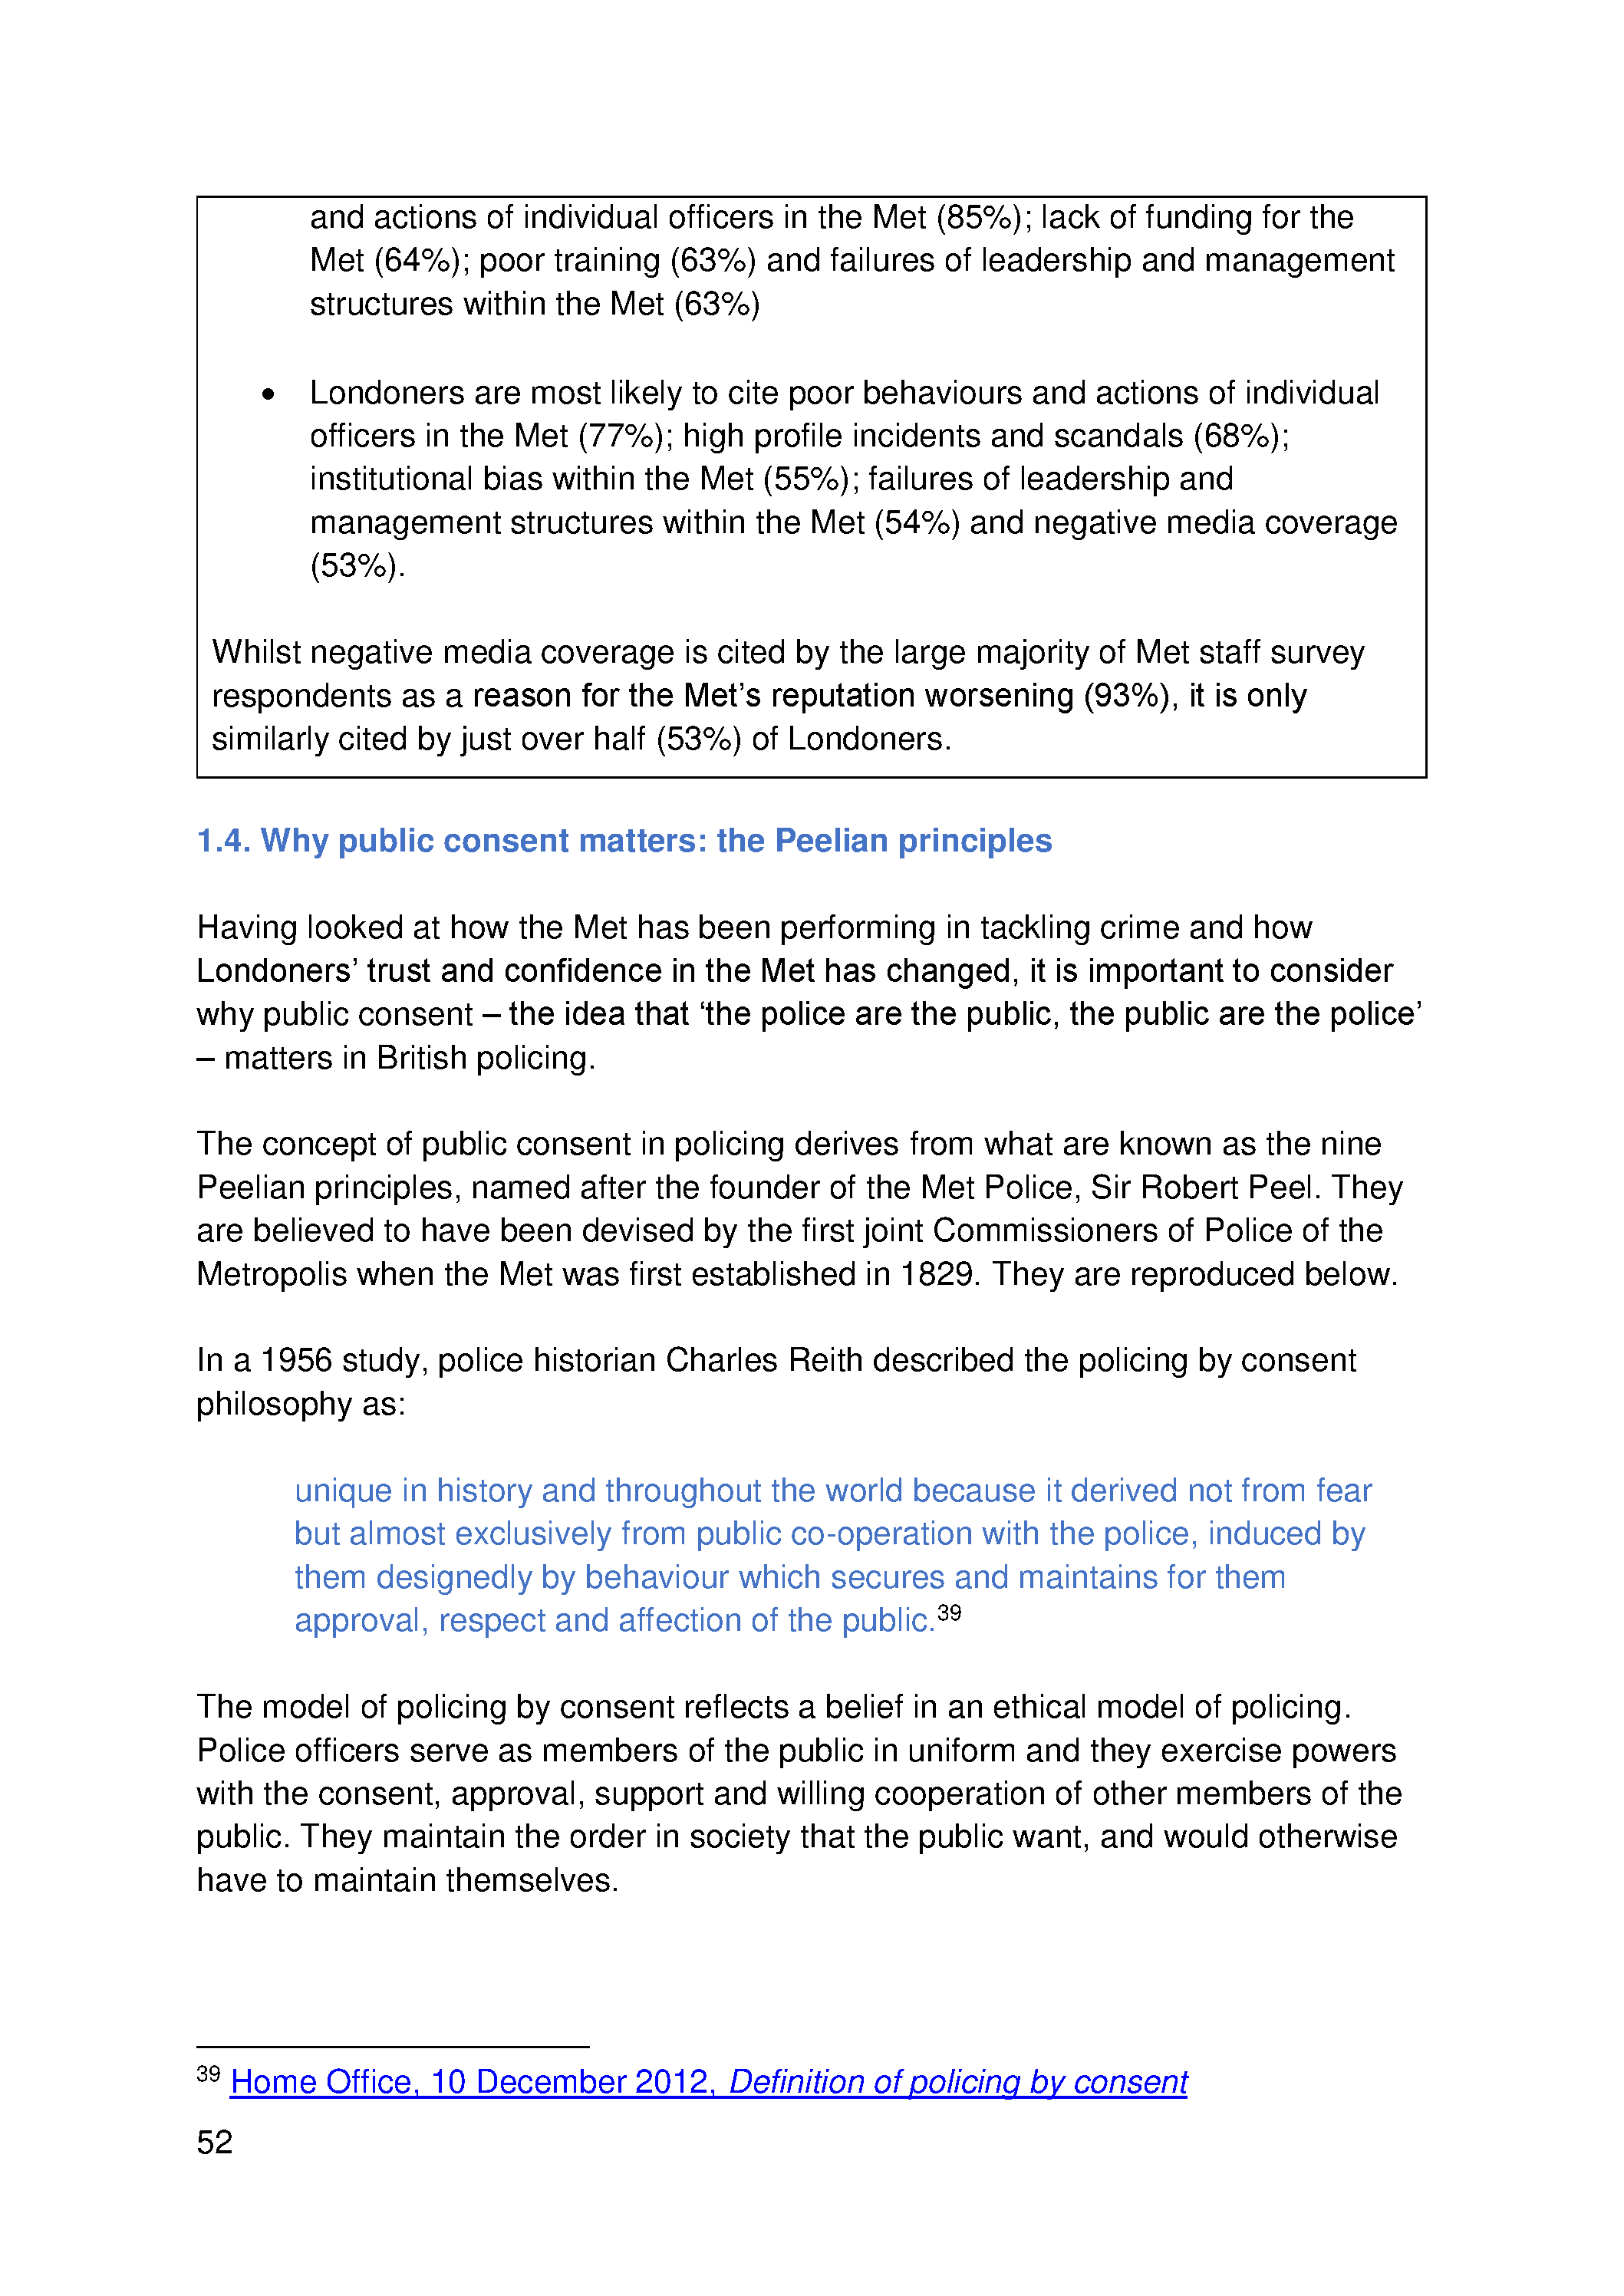 and actions of individual officers in the Met (85%); lack of funding for the
Met (64%); poor training (63%) and failures of leadership and management
structures within the Met (63%)
• Londoners are most likely to cite poor behaviours and actions of individual
officers in the Met (77%); high profile incidents and scandals (68%);
institutional bias within the Met (55%); failures of leadership and
management structures within the Met (54%) and negative media coverage
(53%).
Whilst negative media coverage is cited by the large majority of Met staff survey
respondents as a reason for the Met’s reputation worsening (93%), it is only
similarly cited by just over half (53%) of Londoners.
1.4. Why public consent matters: the Peelian principles
Having looked at how the Met has been performing in tackling crime and how
Londoners’ trust and confidence in the Met has changed, it is important to consider
why public consent – the idea that ‘the police are the public, the public are the police’
– matters in British policing.
The concept of public consent in policing derives from what are known as the nine
Peelian principles, named after the founder of the Met Police, Sir Robert Peel. They
are believed to have been devised by the first joint Commissioners of Police of the
Metropolis when the Met was first established in 1829. They are reproduced below.
In a 1956 study, police historian Charles Reith described the policing by consent
philosophy as:
unique in history and throughout the world because it derived not from fear
but almost exclusively from public co-operation with the police, induced by
them designedly by behaviour which secures and maintains for them
approval, respect and affection of the public.39
The model of policing by consent reflects a belief in an ethical model of policing.
Police officers serve as members of the public in uniform and they exercise powers
with the consent, approval, support and willing cooperation of other members of the
public. They maintain the order in society that the public want, and would otherwise
have to maintain themselves.
39 Home Office, 10 December 2012, Definition of policing by consent
52